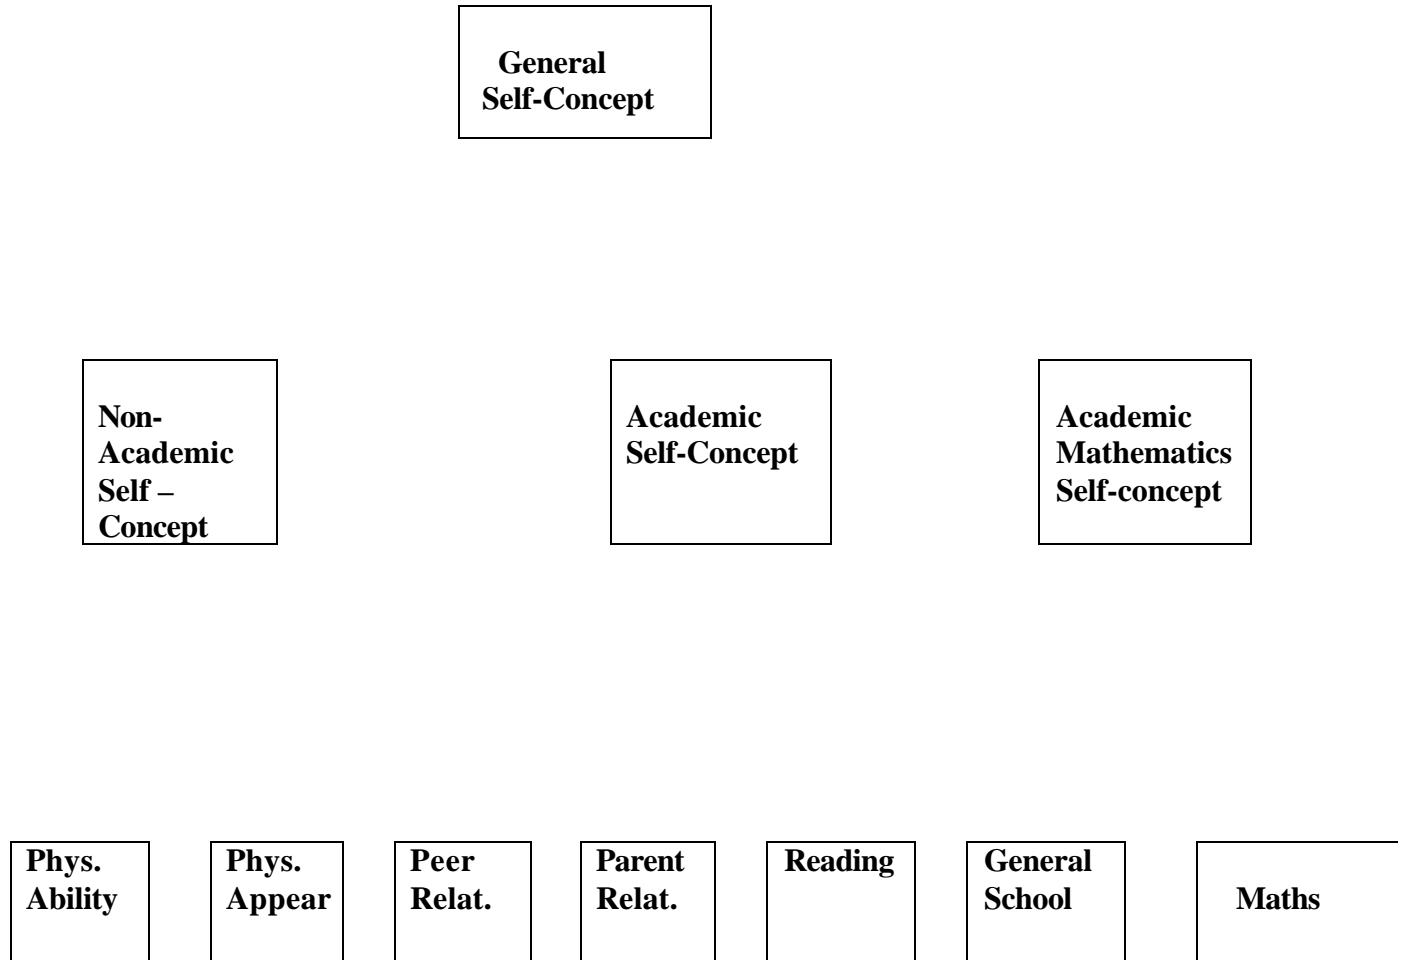 General
Self-Concept
Non-
Academic
Self –
Concept
Academic
Self-Concept
Academic
Mathematics
Self-concept
Phys.
Ability
Phys.
Appear
Peer
Relat.
Parent
Relat.
Reading
General
School
Maths